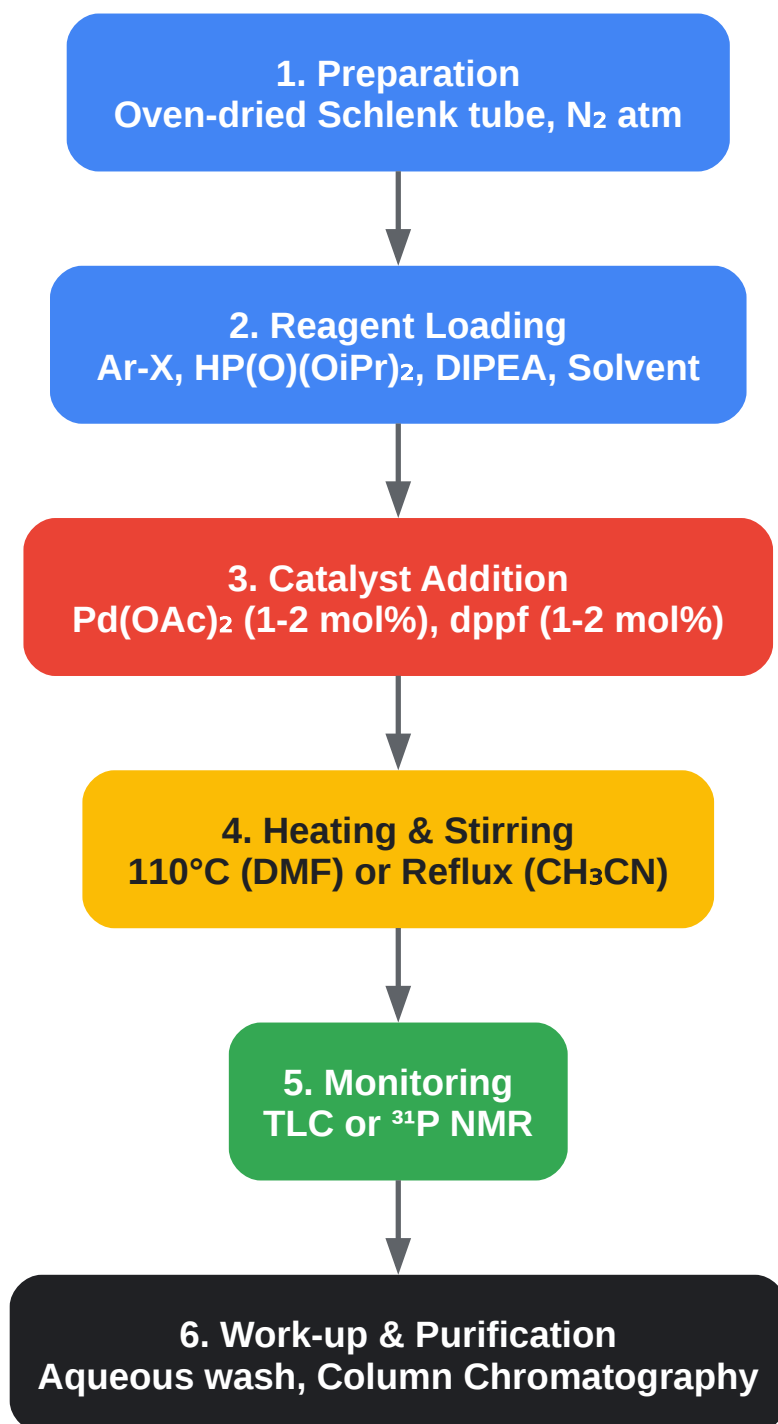 1. Preparation
Oven-dried Schlenk tube, N₂ atm
2. Reagent Loading
Ar-X, HP(O)(OiPr)₂, DIPEA, Solvent
3. Catalyst Addition
Pd(OAc)₂ (1-2 mol%), dppf (1-2 mol%)
4. Heating & Stirring
110°C (DMF) or Reflux (CH₃CN)
5. Monitoring
TLC or ³¹P NMR
6. Work-up & Purification
Aqueous wash, Column Chromatography